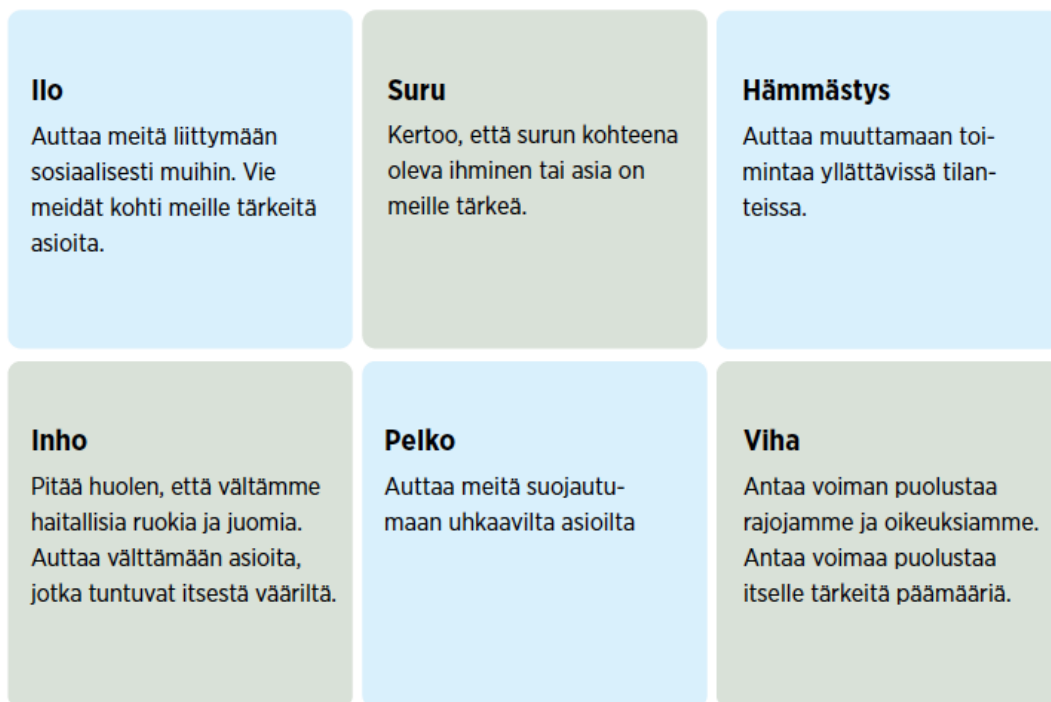 Ilo
Auttaa meitä liittymään
sosiaalisesti muihin. Vie
meidät kohti meille tärkeitä
asioita.
Suru
Kertoo, että surun kohteena
oleva ihminen tai asia on
meille tärkeä.
Hämmästys
Auttaa muuttamaan toi-
mintaa yllättävissä tilan-
teissa.
Inho
Pitää huolen, että vältämme
haitallisia ruokia ja juomia.
Auttaa välttämään asioita,
jotka tuntuvat itsestä vääriltä.
Pelko
Auttaa meitä suojautu-
maan uhkaavilta asioilta
Viha
Antaa voiman puolustaa
rajojamme ja oikeuksiamme.
Antaa voimaa puolustaa
itselle tärkeitä päämääriä.